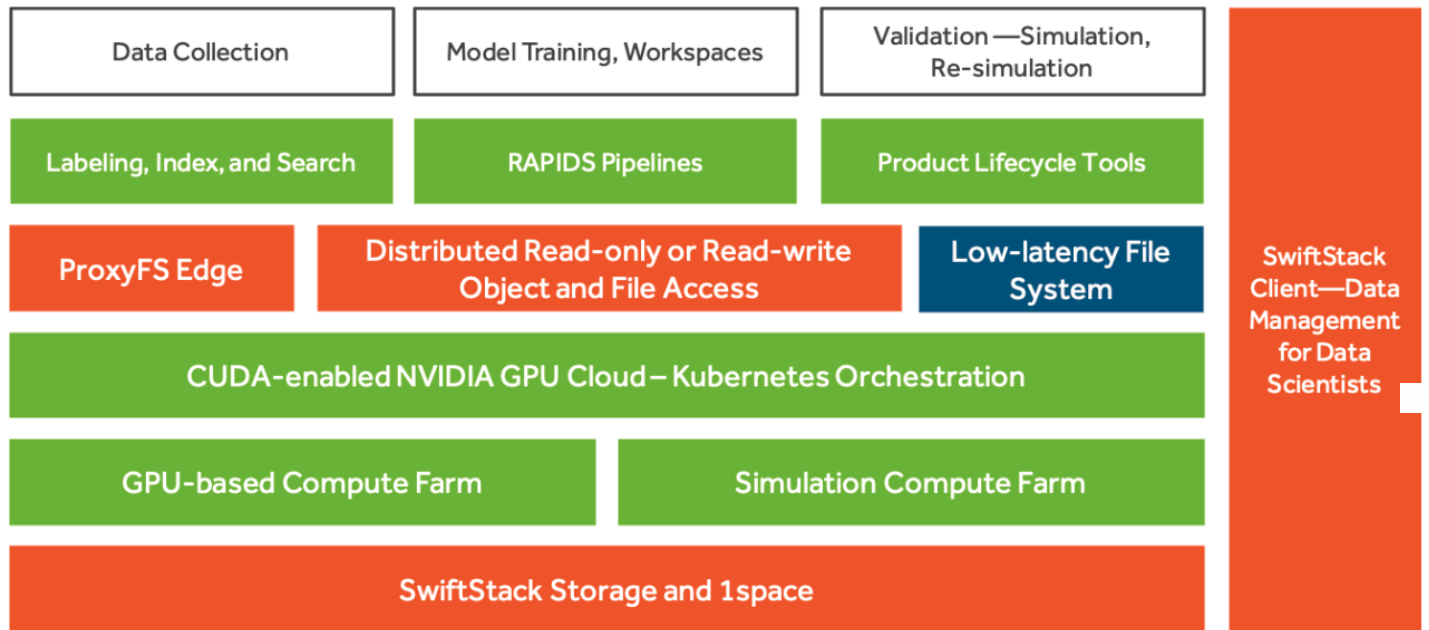 Data Collection
Model Training, Workspaces
Validation—Simulation,
Re-simulation
Labeling, Index, and Search
RAPIDS Pipelines
Product Lifecycle Tools
ProxyFS Edge
Distributed Read-only or Read-write
Object and File Access
Low-latency File
System
CUDA-enabled NVIDIA GPU Cloud – Kubernetes Orchestration
GPU-based Compute Farm
Simulation Compute Farm
SwiftStack Storage and 1space
SwiftStack
Client—Data
Management
for Data
Scientists